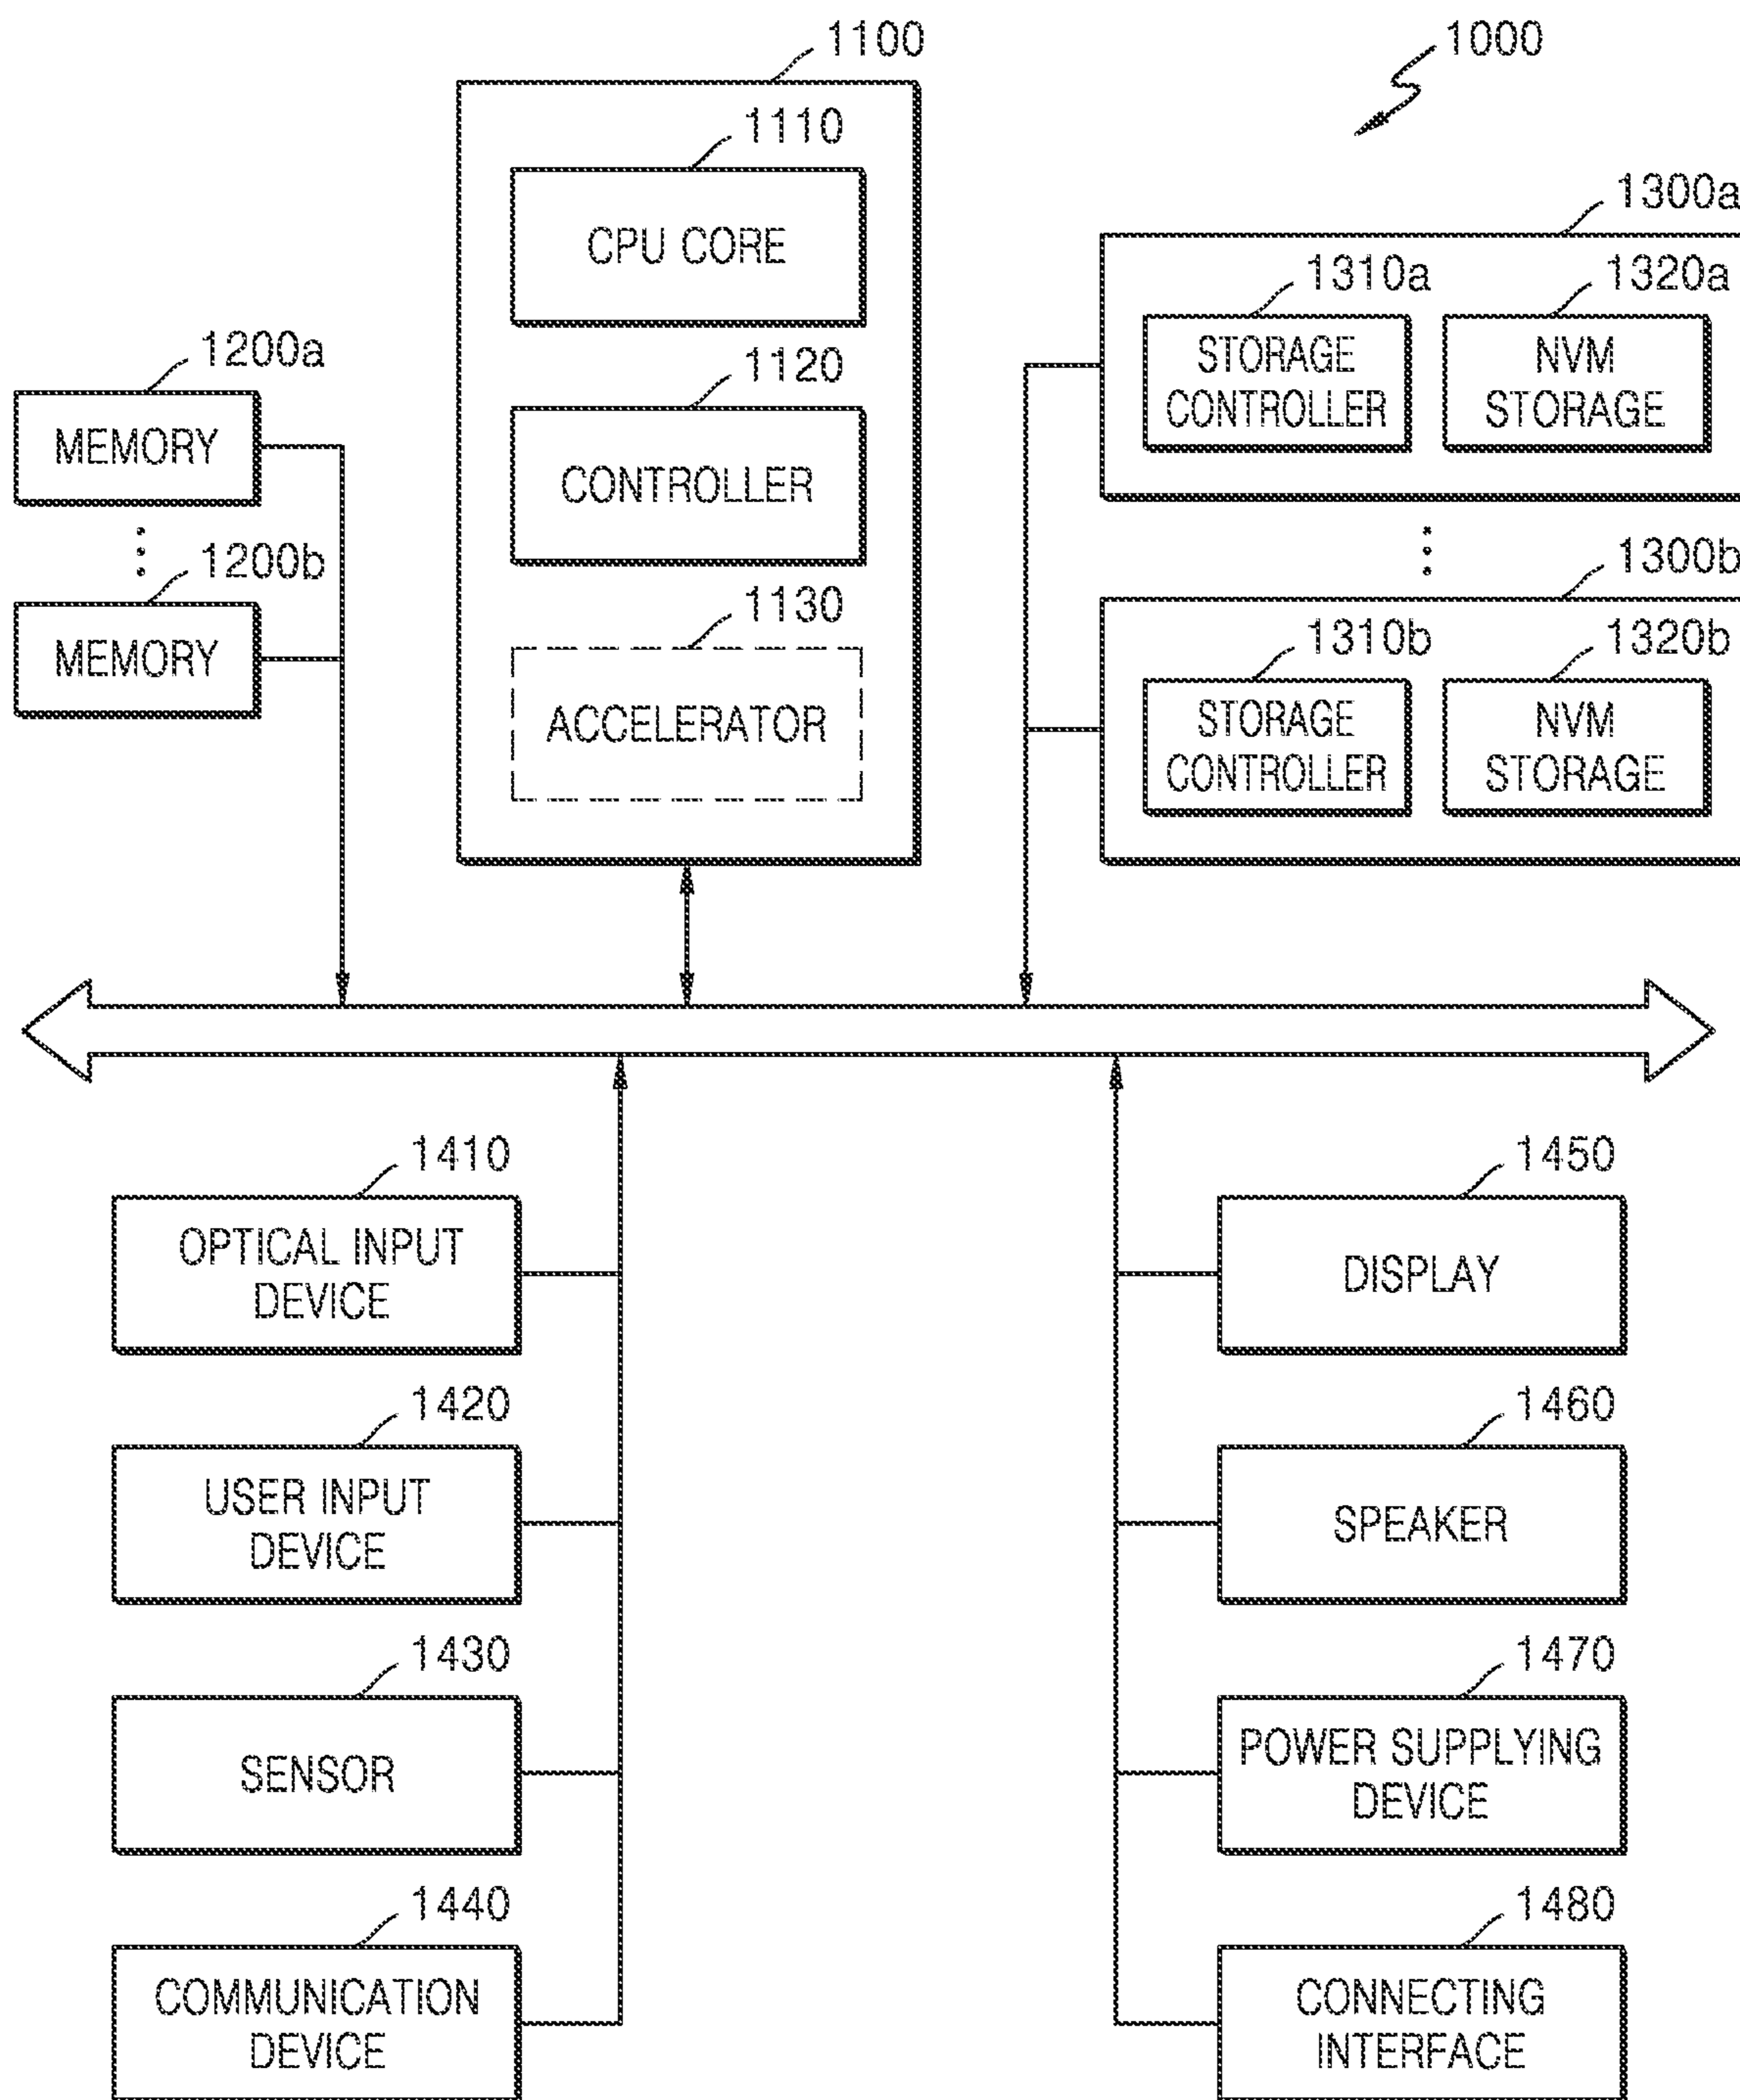 1100
1000
1110
CPU CORE
1120
CONTROLLER
1130
ACCELERATOR
1200a
MEMORY
1200b
MEMORY
1300a
1310a
STORAGE
CONTROLLER
1320a
NVM
STORAGE
1300b
1310b
STORAGE
CONTROLLER
1320b
NVM
STORAGE
1410
OPTICAL INPUT
DEVICE
1420
USER INPUT
DEVICE
1430
SENSOR
1440
COMMUNICATION
DEVICE
1450
DISPLAY
1460
SPEAKER
1470
POWER SUPPLYING
DEVICE
1480
CONNECTING
INTERFACE